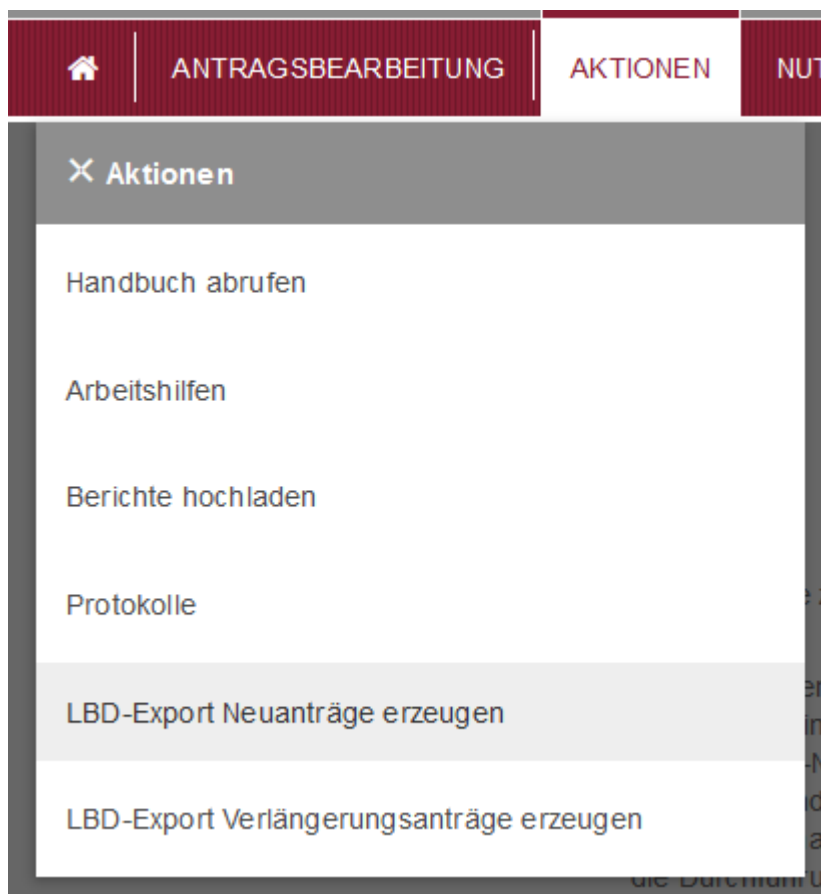 ANTRAGSBEARBEITUNG AKTIONEN
Aktionen
Handbuch abrufen
Arbeitshilfen
Berichte hochladen
Protokolle
LBD-Export Neuanträge erzeugen
LBD-Export Verlängerungsanträge erzeugen